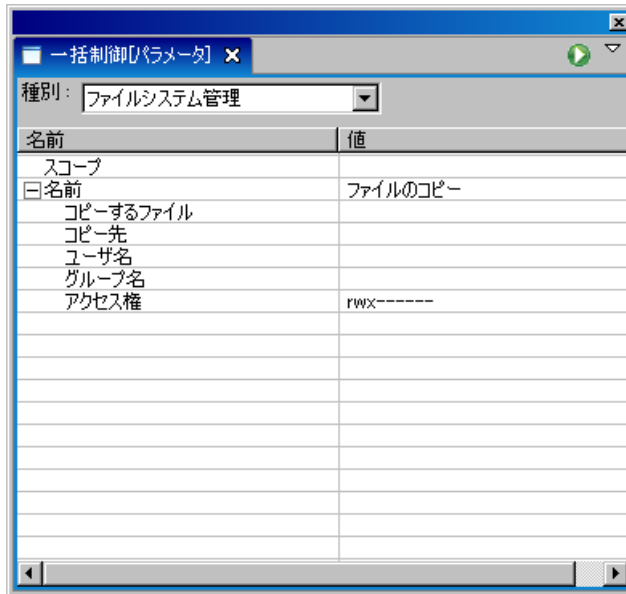 一括制御[パラメータ]
種別: ファイルシステム管理
名前 値
スコープ
名前 ファイルのコピー
コピーするファイル
コピー先
ユーザ名
グループ名
アクセス権 rwx------